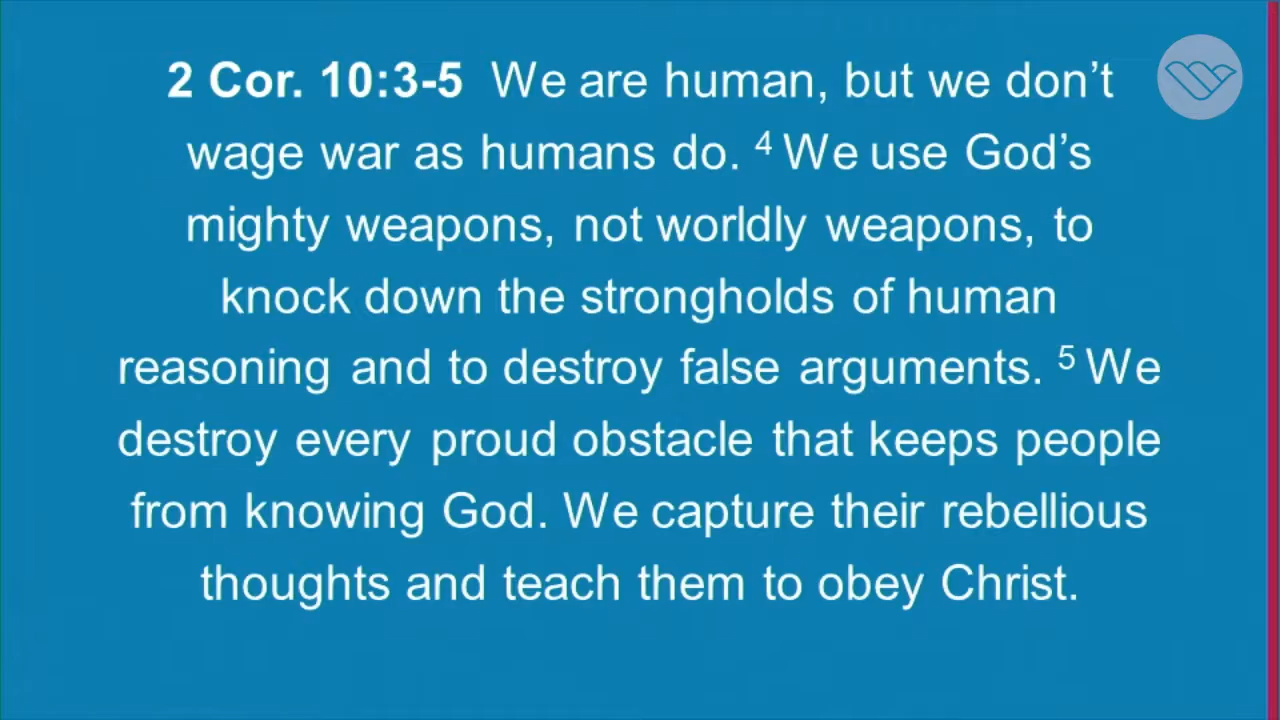 2 Cor. 10:3-5 We are human, but we don’t
wage war as humans do. ⁴ We use God’s
mighty weapons, not worldly weapons, to
knock down the strongholds of human
reasoning and to destroy false arguments. ⁵ We
destroy every proud obstacle that keeps people
from knowing God. We capture their rebellious
thoughts and teach them to obey Christ.